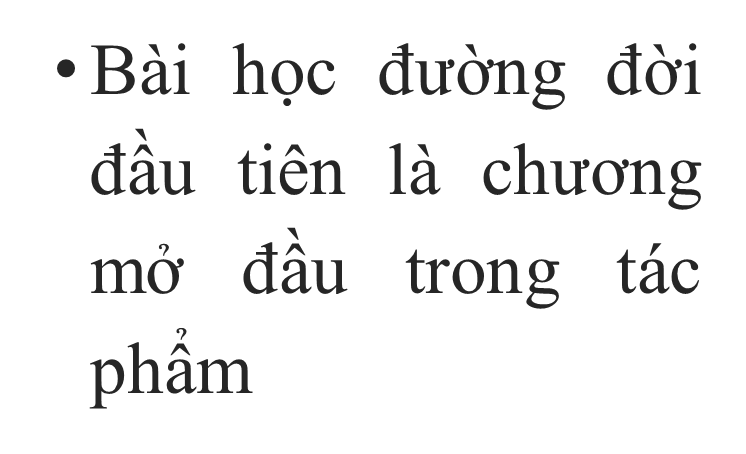 • Bài học đường đời
đầu tiên là chương
mở đầu trong tác
phẩm